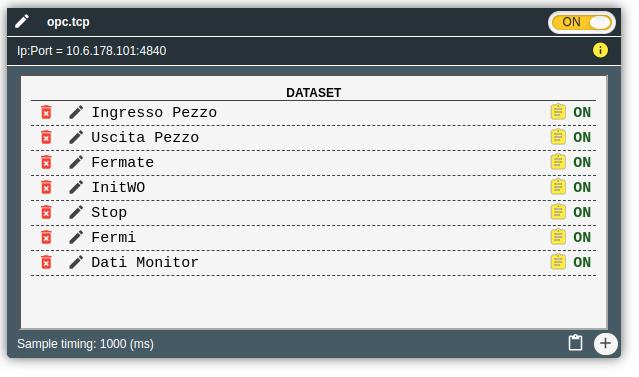 opc.tcp
ON
Ip:Port = 10.6.178.101:4840
DATASET
Ingresso Pezzo ON
Uscita Pezzo ON
Fermate ON
InitWO ON
Stop ON
Fermi ON
Dati Monitor ON
Sample timing: 1000 (ms)